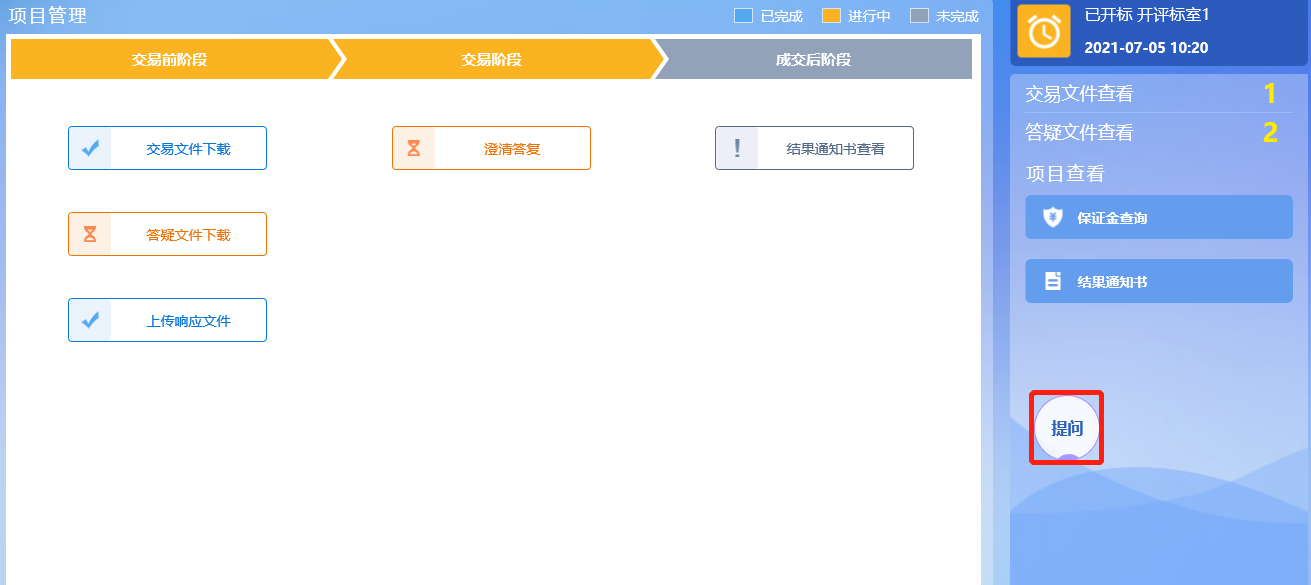 项目管理
已完成
进行中
未完成
交易前阶段
交易阶段
成交后阶段
交易文件下载
澄清答复
结果通知书查看
答疑文件下载
上传响应文件
已开标 开评标室1
2021-07-05 10:20
交易文件查看 1
答疑文件查看 2
项目查看
保证金查询
结果通知书
提问